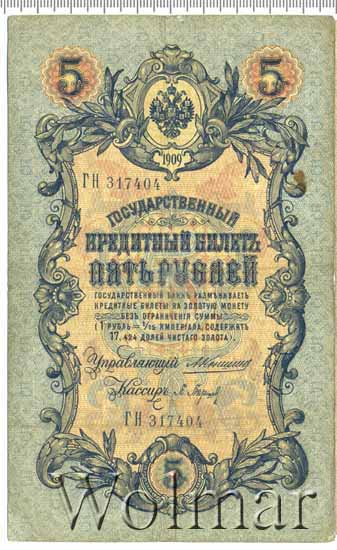 5 5
1909
ГН 317404
ГОСУДАРСТВЕННЫЙ
КРЕДИТНЫЙ БИЛЕТЪ
ПЯТЬ РУБЛЕЙ
ГОСУДАРСТВЕННЫЙ БАНКЪ РАЗМѢНИВАЕТЪ
КРЕДИТНЫЕ БИЛЕТЫ НА ЗОЛОТУЮ МОНЕТУ
БЕЗЪ ОГРАНИЧЕНІЯ СУММЫ
(1 РУБЛЬ = 1/15 ИМПЕРІАЛА, СОДЕРЖИТЪ
17,424 ДОЛЕЙ ЧИСТАГО ЗОЛОТА).
Управляющій
Кассиръ
ГН 317404
5
Wolmar